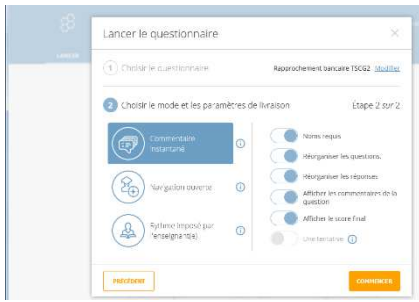 LANCER
Lancer le questionnaire
1 Choisir le questionnaire
Rapprochement bancaire TSCG2 Modifier
2 Choisir le mode et les paramètres de livraison
Étape 2 sur 2
Commentaire
instantané
Navigation ouverte
Rythme imposé par
l'enseignant(e)
Noms requis
Réorganiser les questions.
Réorganiser les réponses
Afficher les commentaires de la
question
Afficher le score final
Une tentative
PRÉCÉDENT
COMMENCER